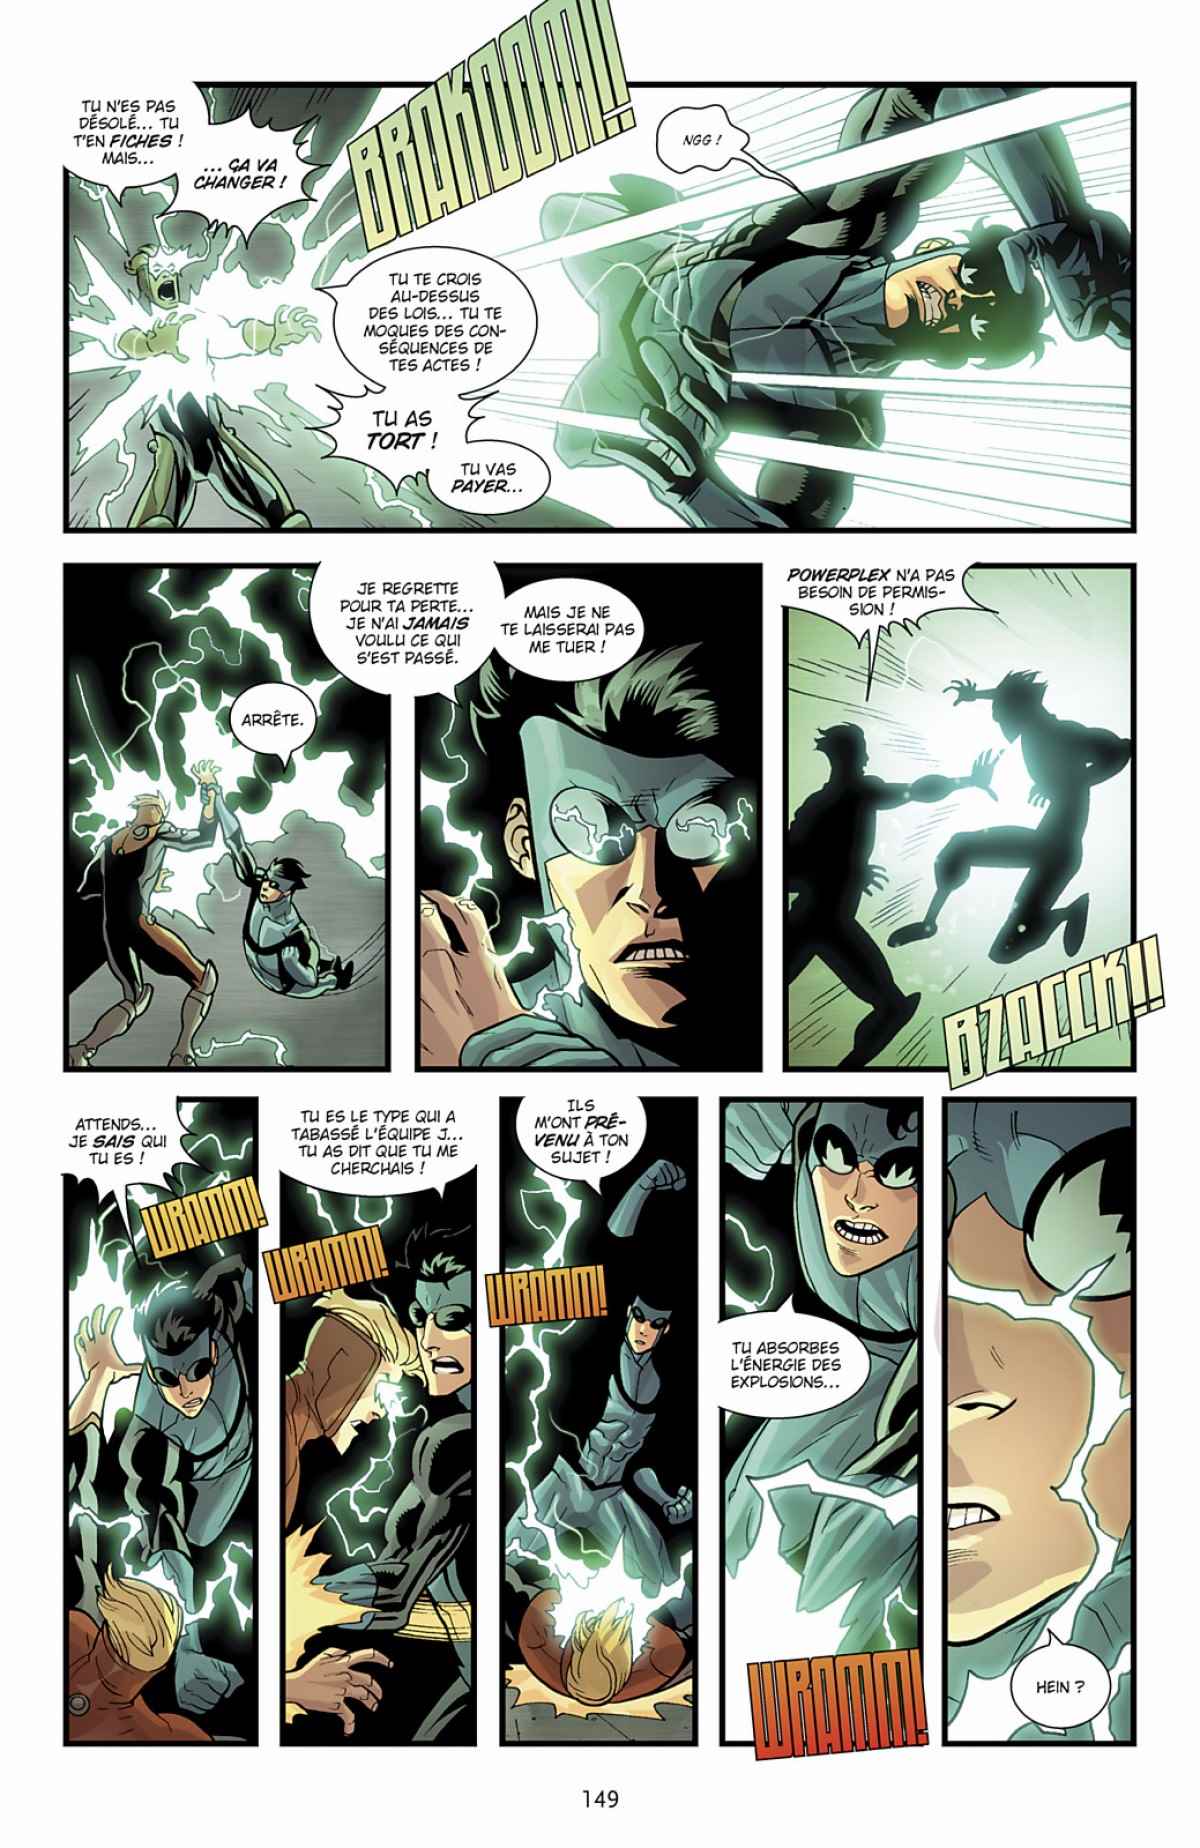 TU N'ES PAS
DÉSOLÉ... TU
T'EN FICHES !
MAIS...
... ÇA VA
CHANGER !
BRAKOOM!!
NGG !
TU TE CROIS
AU-DESSUS
DES LOIS... TU TE
MOQUES DES CON-
SÉQUENCES DE
TES ACTES !
TU AS
TORT !
TU VAS
PAYER...
ARRÊTE.
JE REGRETTE
POUR TA PERTE...
JE N'AI JAMAIS
VOULU CE QUI
S'EST PASSÉ.
MAIS JE NE
TE LAISSERAI PAS
ME TUER !
POWERPLEX N'A PAS
BESOIN DE PERMIS-
SION !
BZACCK!!
ATTENDS...
JE SAIS QUI
TU ES !
WRAMM!
TU ES LE TYPE QUI A
TABASSÉ L'ÉQUIPE J...
TU AS DIT QUE TU ME
CHERCHAIS !
WRAMM!
ILS
M'ONT PRÉ-
VENU À TON
SUJET !
WRAMM!
TU ABSORBES
L'ÉNERGIE DES
EXPLOSIONS...
WRAMM!
HEIN ?
149